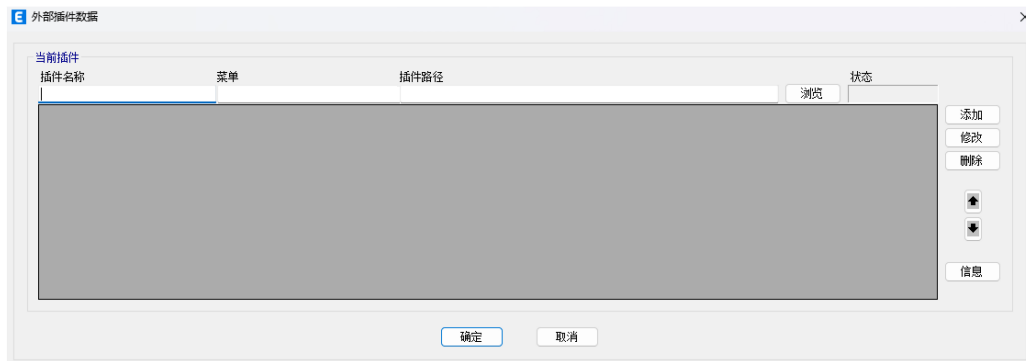 E 外部插件数据
当前插件
插件名称 菜单 插件路径 状态
浏览
添加
修改
删除
信息
确定 取消